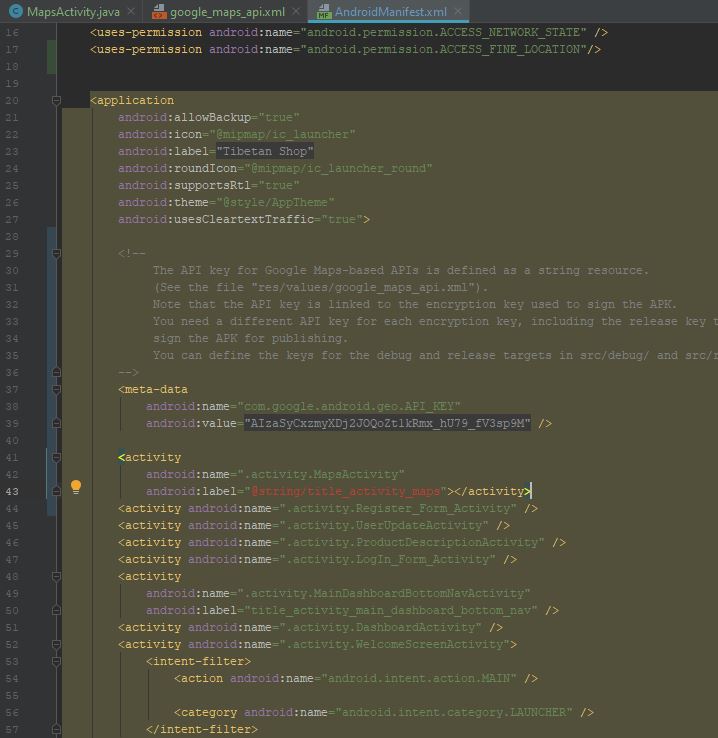 MapsActivity.java × google_maps_api.xml × AndroidManifest.xml ×
16 <uses-permission android:name="android.permission.ACCESS_NETWORK_STATE" />
17 <uses-permission android:name="android.permission.ACCESS_FINE_LOCATION"/>
18
19
20 <application
21 android:allowBackup="true"
22 android:icon="@mipmap/ic_launcher"
23 android:label="Tibetan Shop"
24 android:roundIcon="@mipmap/ic_launcher_round"
25 android:supportsRtl="true"
26 android:theme="@style/AppTheme"
27 android:usesCleartextTraffic="true">
28
29 <!--
30 The API key for Google Maps-based APIs is defined as a string resource.
31 (See the file "res/values/google_maps_api.xml").
32 Note that the API key is linked to the encryption key used to sign the APK.
33 You need a different API key for each encryption key, including the release key t
34 sign the APK for publishing.
35 You can define the keys for the debug and release targets in src/debug/ and src/r
36 -->
37 <meta-data
38 android:name="com.google.android.geo.API_KEY"
39 android:value="AIzaSyCxzmyXDj2JOQoZtlkRmx_hU79_fV3sp9M" />
40
41 <activity
42 android:name=".activity.MapsActivity"
43 android:label="@string/title_activity_maps"></activity>
44 <activity android:name=".activity.Register_Form_Activity" />
45 <activity android:name=".activity.UserUpdateActivity" />
46 <activity android:name=".activity.ProductDescriptionActivity" />
47 <activity android:name=".activity.LogIn_Form_Activity" />
48 <activity
49 android:name=".activity.MainDashboardBottomNavActivity"
50 android:label="title_activity_main_dashboard_bottom_nav" />
51 <activity android:name=".activity.DashboardActivity" />
52 <activity android:name=".activity.WelcomeScreenActivity">
53 <intent-filter>
54 <action android:name="android.intent.action.MAIN" />
55
56 <category android:name="android.intent.category.LAUNCHER" />
57 </intent-filter>